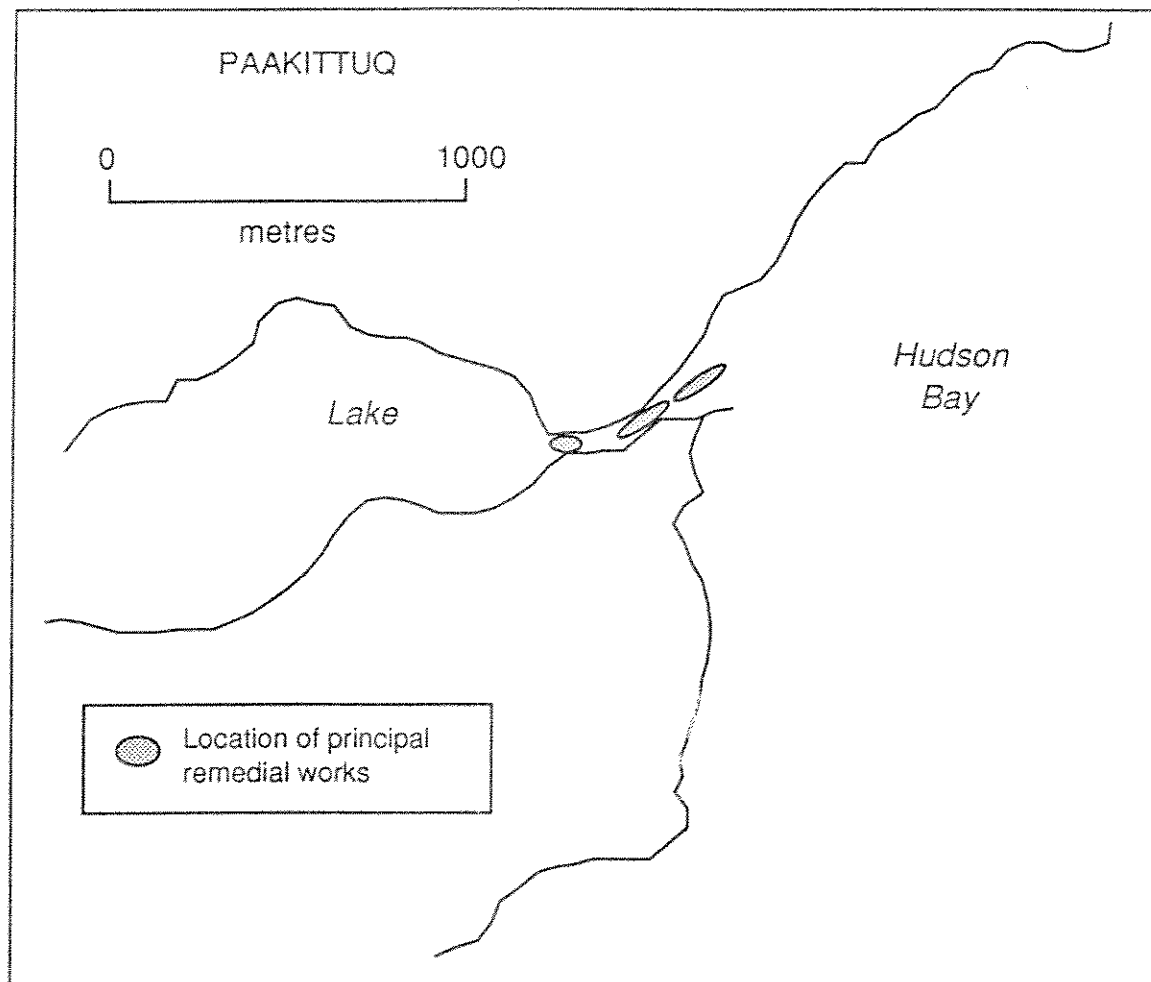 PAAKITTUQ
0 1000
metres
Lake
Hudson
Bay
Location of principal
remedial works